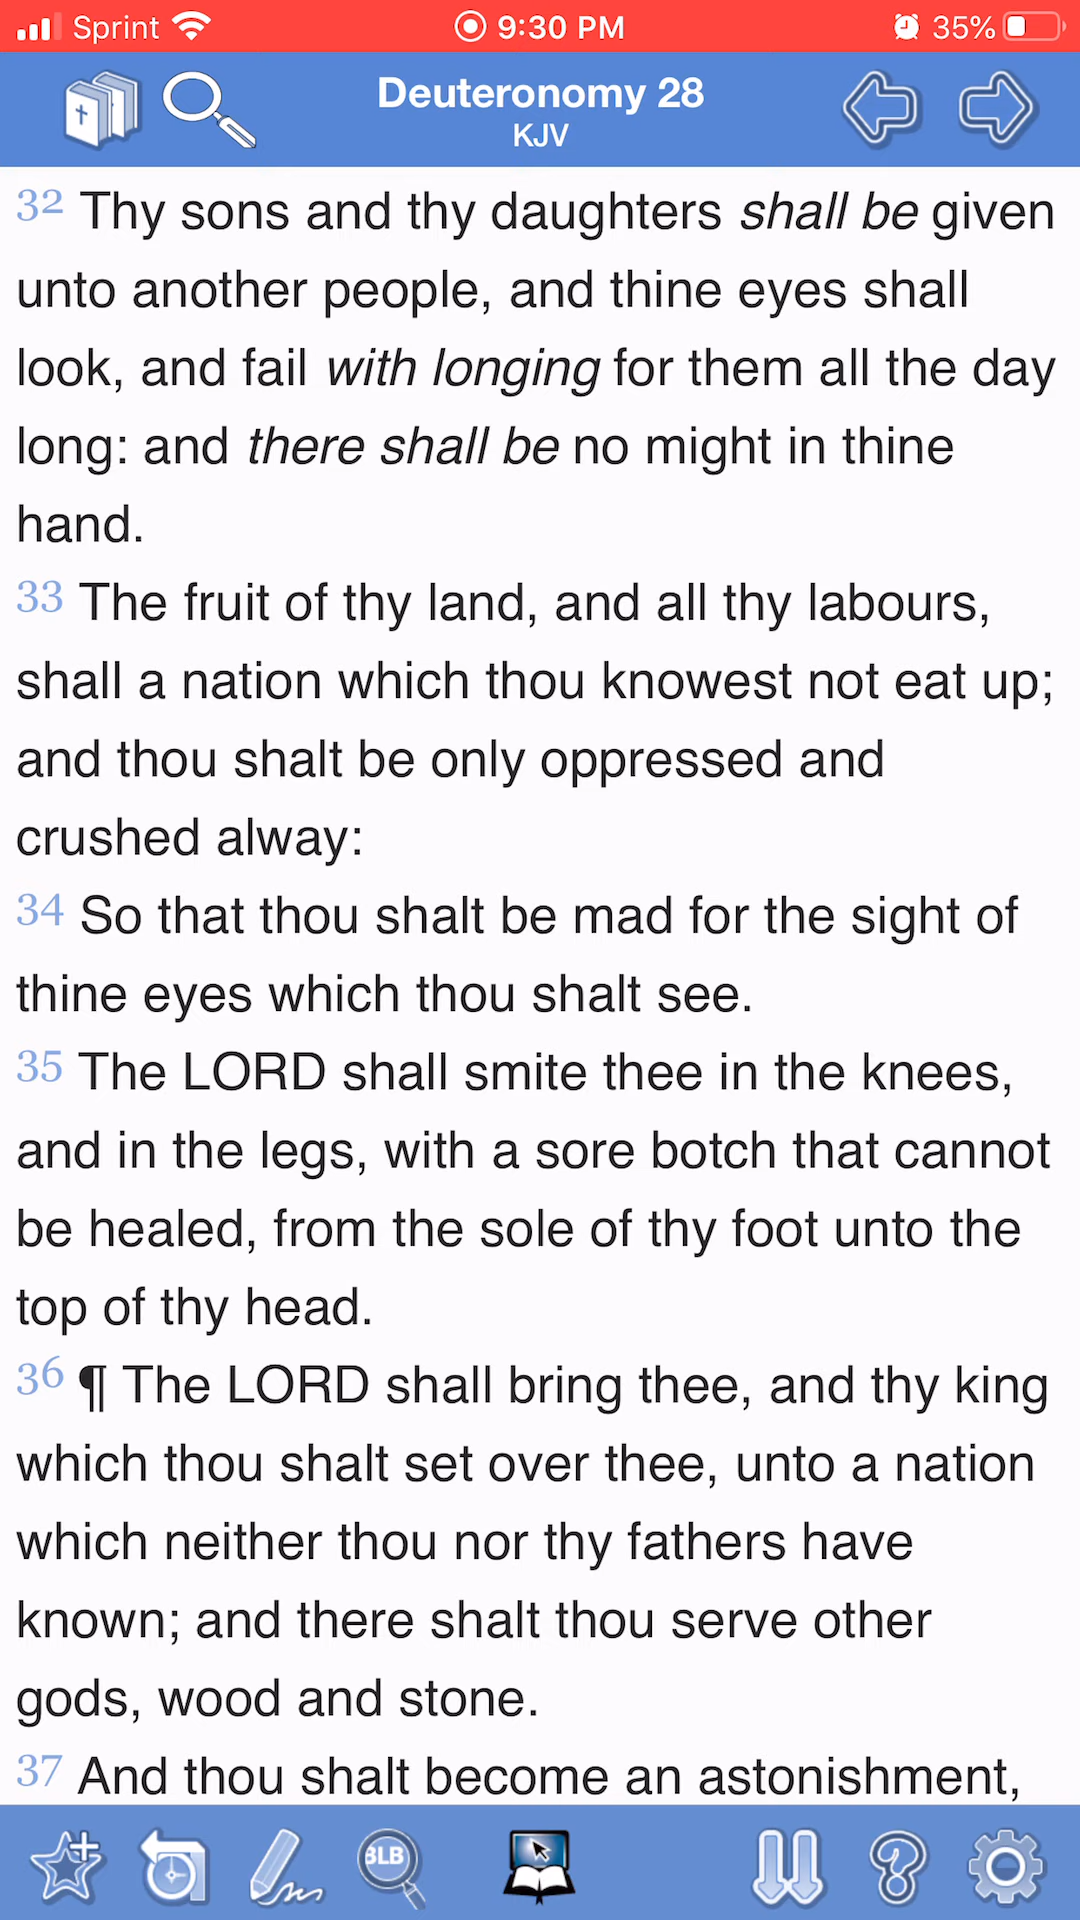 Sprint 9:30 PM 35%
Deuteronomy 28
KJV
32 Thy sons and thy daughters shall be given
unto another people, and thine eyes shall
look, and fail with longing for them all the day
long: and there shall be no might in thine
hand.
33 The fruit of thy land, and all thy labours,
shall a nation which thou knowest not eat up;
and thou shalt be only oppressed and
crushed alway:
34 So that thou shalt be mad for the sight of
thine eyes which thou shalt see.
35 The LORD shall smite thee in the knees,
and in the legs, with a sore botch that cannot
be healed, from the sole of thy foot unto the
top of thy head.
36 ¶ The LORD shall bring thee, and thy king
which thou shalt set over thee, unto a nation
which neither thou nor thy fathers have
known; and there shalt thou serve other
gods, wood and stone.
37 And thou shalt become an astonishment,
BLB